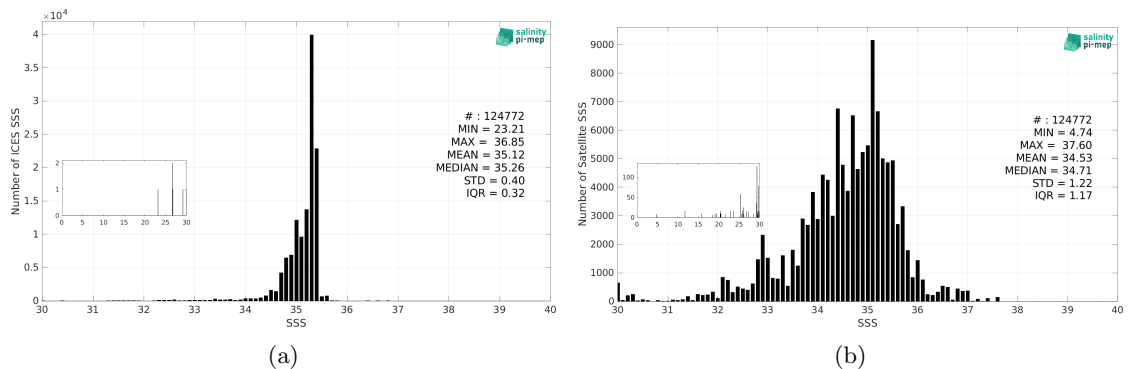 ×10⁴
4
3.5
3
2.5
2
1.5
1
0.5
0
Number of ICES SSS
salinity
pi-mep
# : 124772
MIN = 23.21
MAX = 36.85
MEAN = 35.12
MEDIAN = 35.26
STD = 0.40
IQR = 0.32
2
1
0
0 5 10 15 20 25 30
30 31 32 33 34 35 36 37 38 39 40
SSS
(a)
9000
8000
7000
6000
5000
4000
3000
2000
1000
0
Number of Satellite SSS
salinity
pi-mep
# : 124772
MIN = 4.74
MAX = 37.60
MEAN = 34.53
MEDIAN = 34.71
STD = 1.22
IQR = 1.17
100
50
0
0 5 10 15 20 25 30
30 31 32 33 34 35 36 37 38 39 40
SSS
(b)